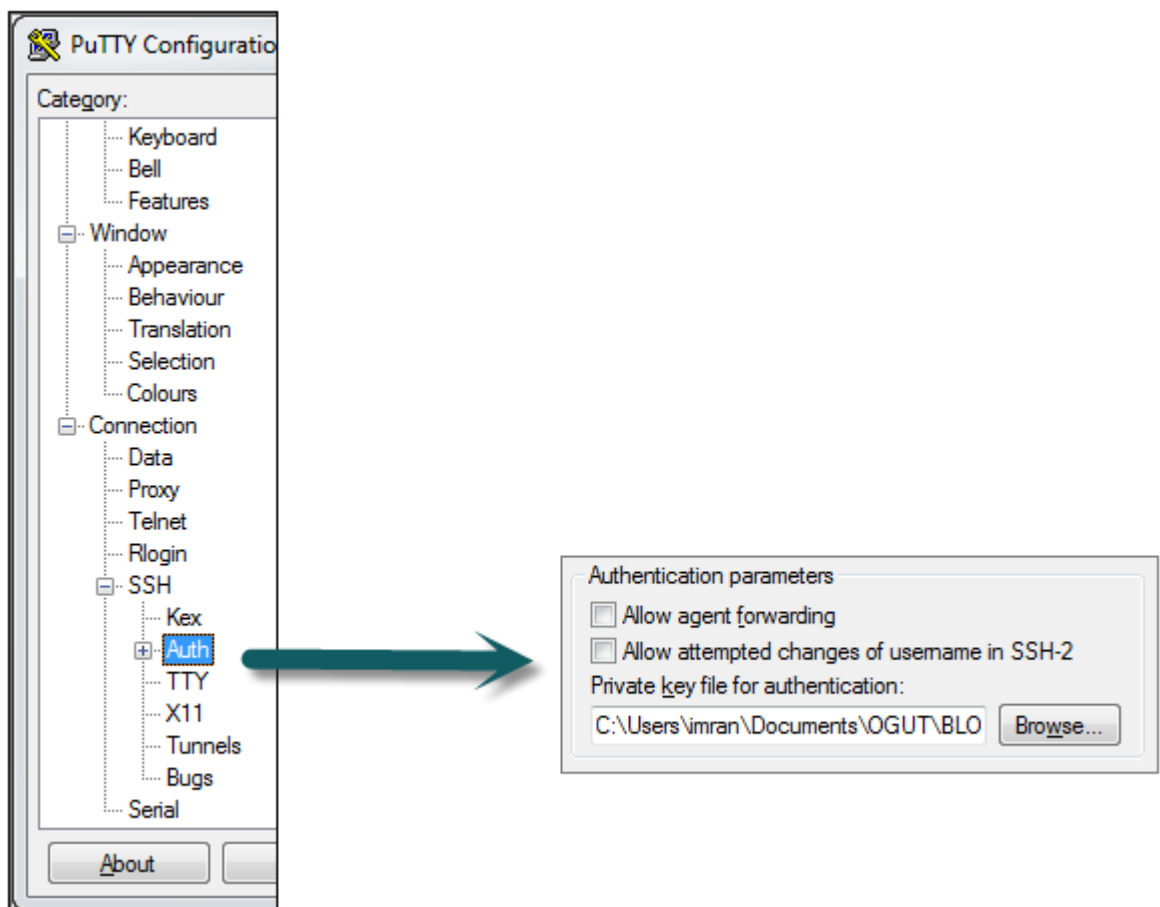 PuTTY Configuratio
Category:
Keyboard
Bell
Features
Window
Appearance
Behaviour
Translation
Selection
Colours
Connection
Data
Proxy
Telnet
Rlogin
SSH
Kex
Auth
TTY
X11
Tunnels
Bugs
Serial
About
Authentication parameters
Allow agent forwarding
Allow attempted changes of username in SSH-2
Private key file for authentication:
C:\Users\imran\Documents\OGUT\BLO
Browse...